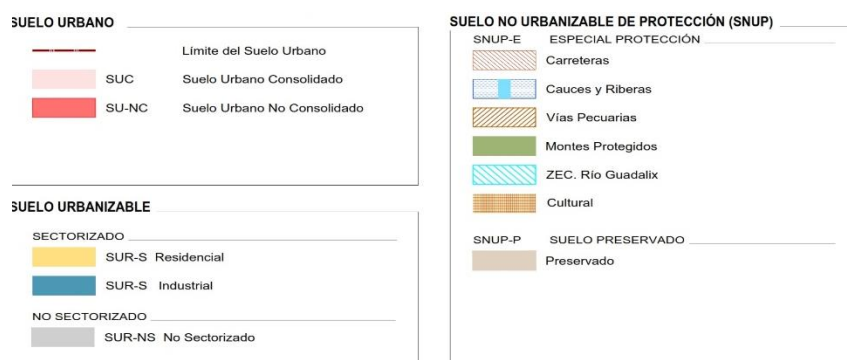 SUELO URBANO
Límite del Suelo Urbano
SUC Suelo Urbano Consolidado
SU-NC Suelo Urbano No Consolidado
SUELO URBANIZABLE
SECTORIZADO
SUR-S Residencial
SUR-S Industrial
NO SECTORIZADO
SUR-NS No Sectorizado
SUELO NO URBANIZABLE DE PROTECCIÓN (SNUP)
SNUP-E ESPECIAL PROTECCIÓN
Carreteras
Cauces y Riberas
Vías Pecuarias
Montes Protegidos
ZEC. Río Guadalix
Cultural
SNUP-P SUELO PRESERVADO
Preservado